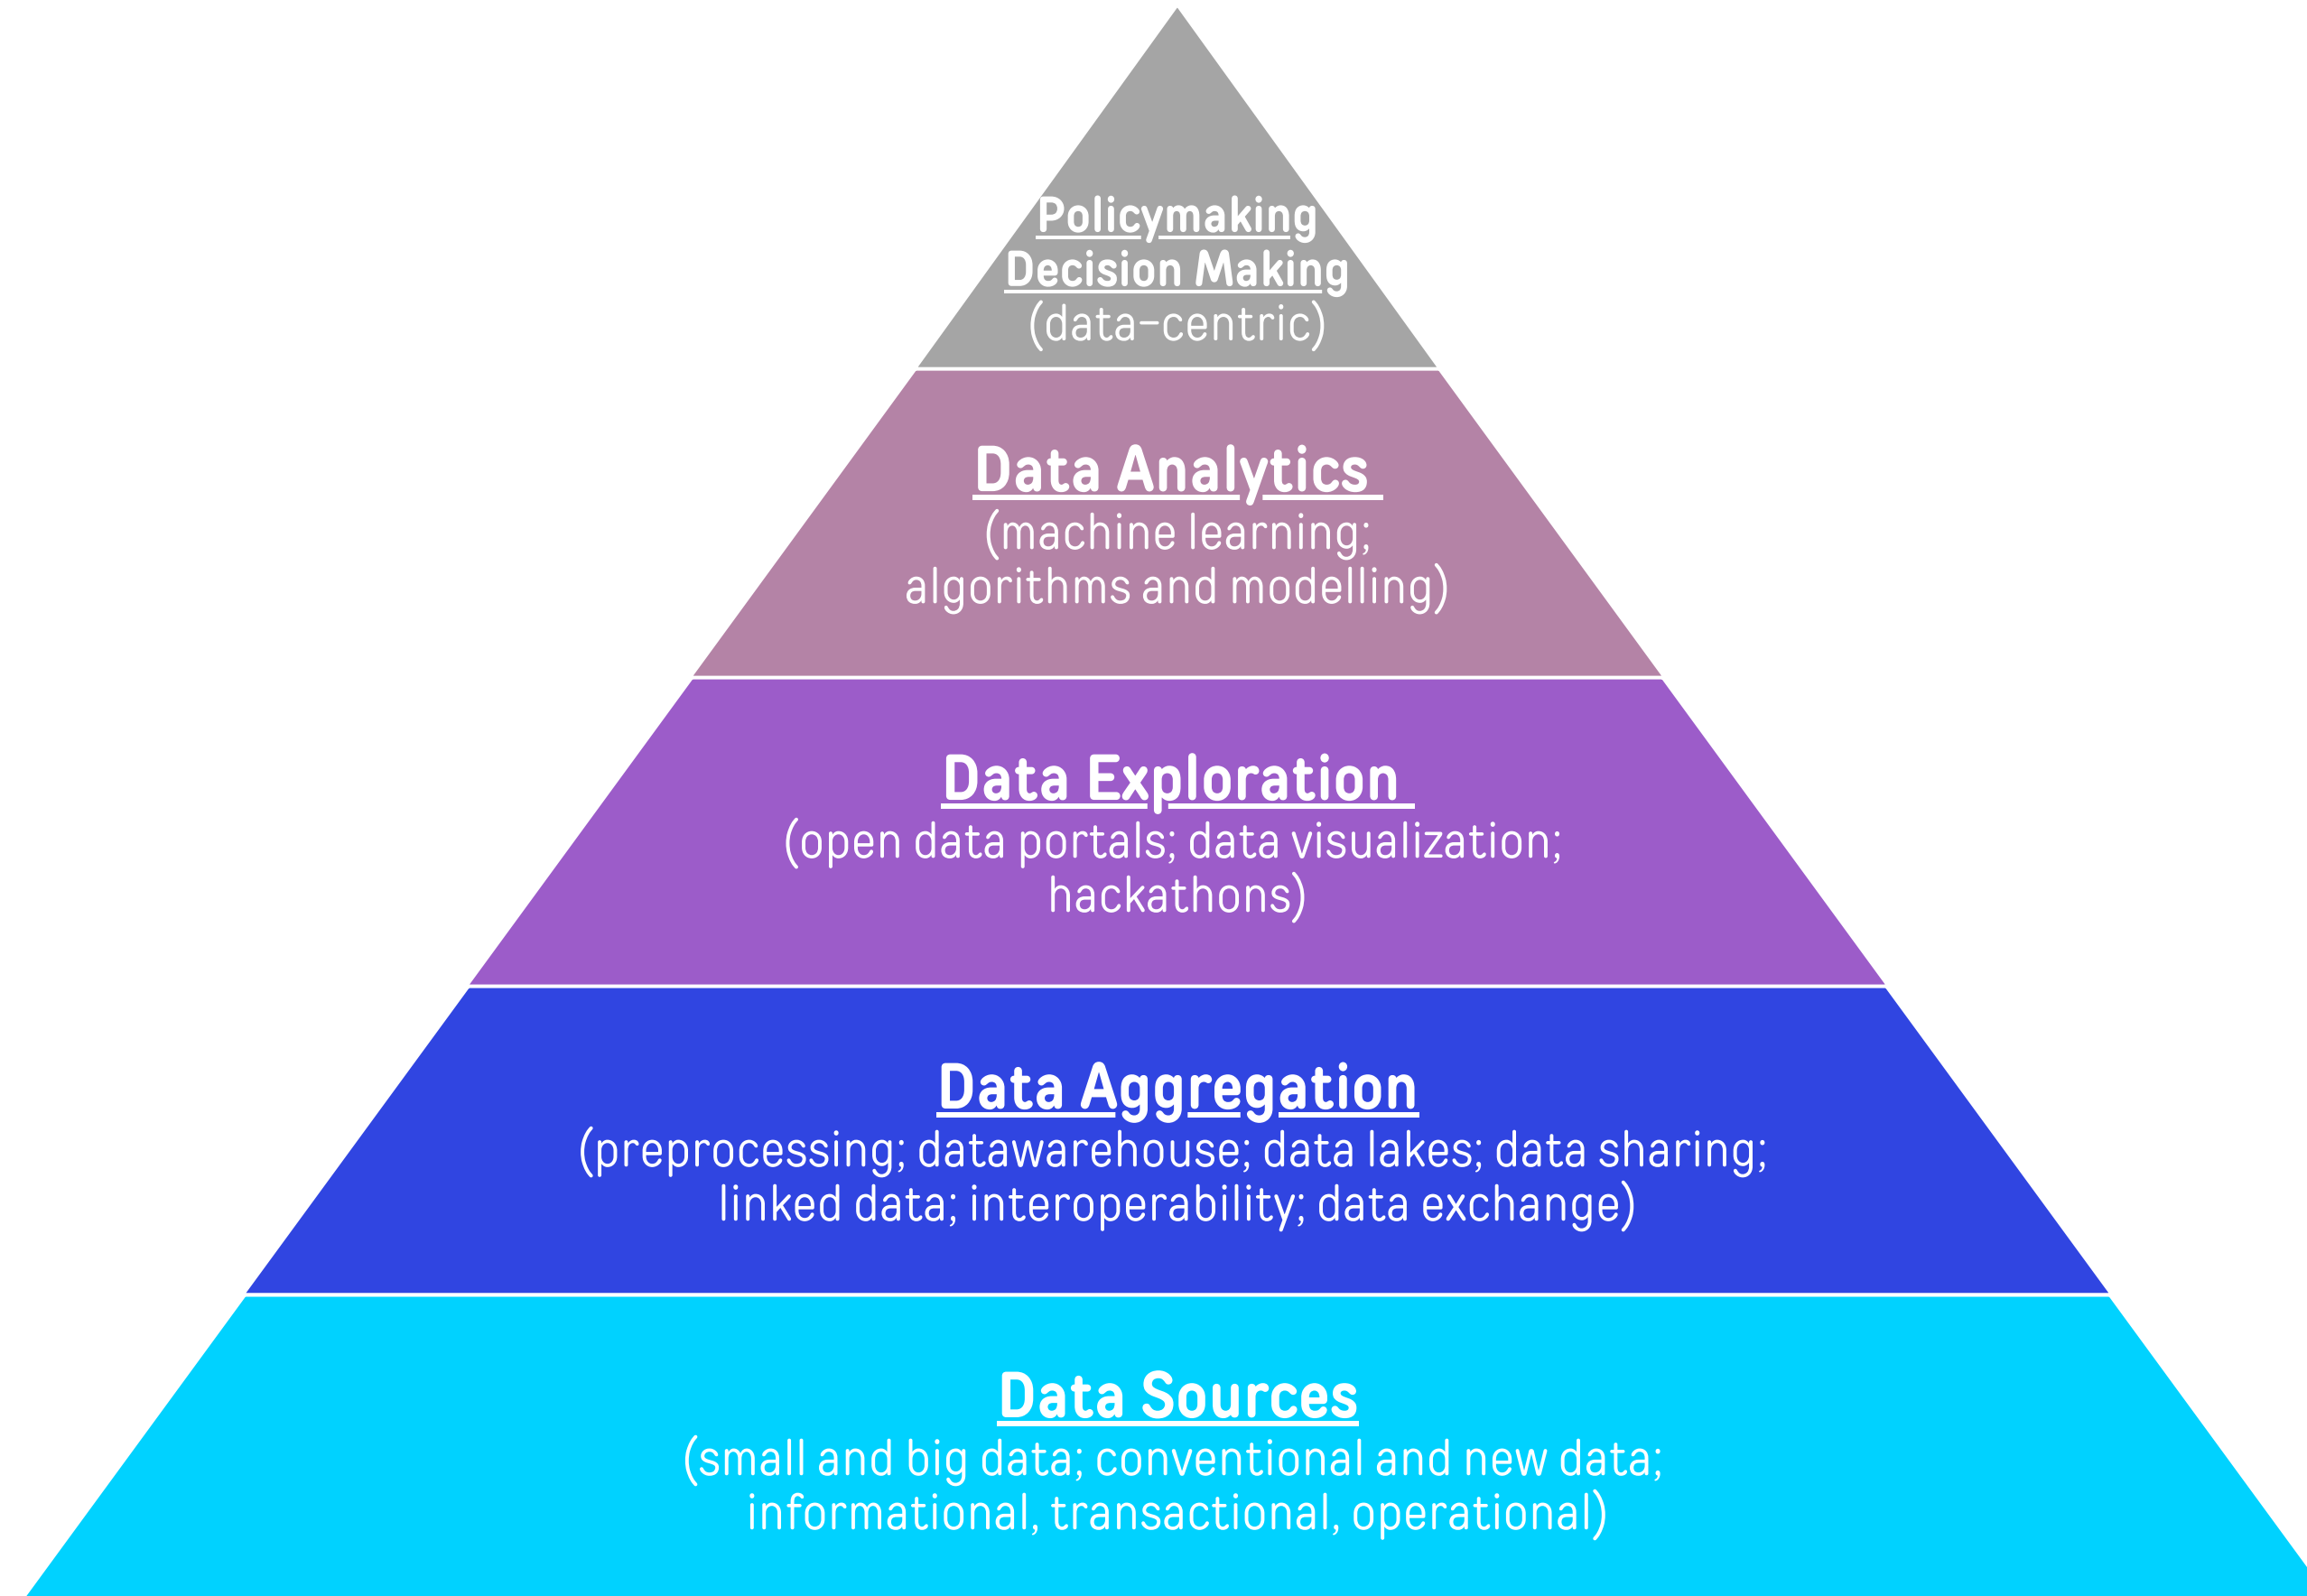 Policymaking
Decision Making
(data-centric)
Data Analytics
(machine learning;
algorithms and modelling)
Data Exploration
(open data portals; data visualization;
hackathons)
Data Aggregation
(preprocessing; datawarehouse; data lakes; data sharing;
linked data; interoperability; data exchange)
Data Sources
(small and big data; conventional and new data;
informational, transactional, operational)